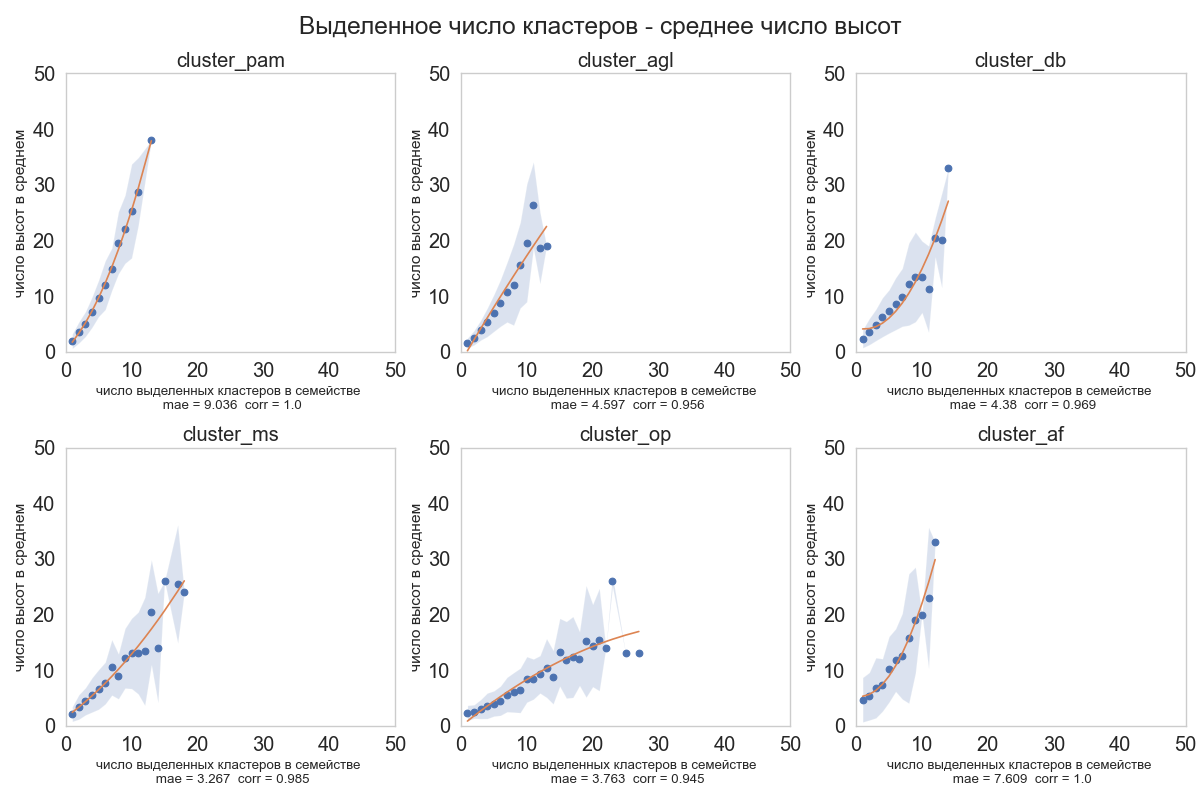 Выделенное число кластеров - среднее число высот
cluster_pam
число высот в среднем
50
40
30
20
10
0
0 10 20 30 40 50
число выделенных кластеров в семействе
mae = 9.036 corr = 1.0
cluster_agl
число высот в среднем
50
40
30
20
10
0
0 10 20 30 40 50
число выделенных кластеров в семействе
mae = 4.597 corr = 0.956
cluster_db
число высот в среднем
50
40
30
20
10
0
0 10 20 30 40 50
число выделенных кластеров в семействе
mae = 4.38 corr = 0.969
cluster_ms
число высот в среднем
50
40
30
20
10
0
0 10 20 30 40 50
число выделенных кластеров в семействе
mae = 3.267 corr = 0.985
cluster_op
число высот в среднем
50
40
30
20
10
0
0 10 20 30 40 50
число выделенных кластеров в семействе
mae = 3.763 corr = 0.945
cluster_af
число высот в среднем
50
40
30
20
10
0
0 10 20 30 40 50
число выделенных кластеров в семействе
mae = 7.609 corr = 1.0